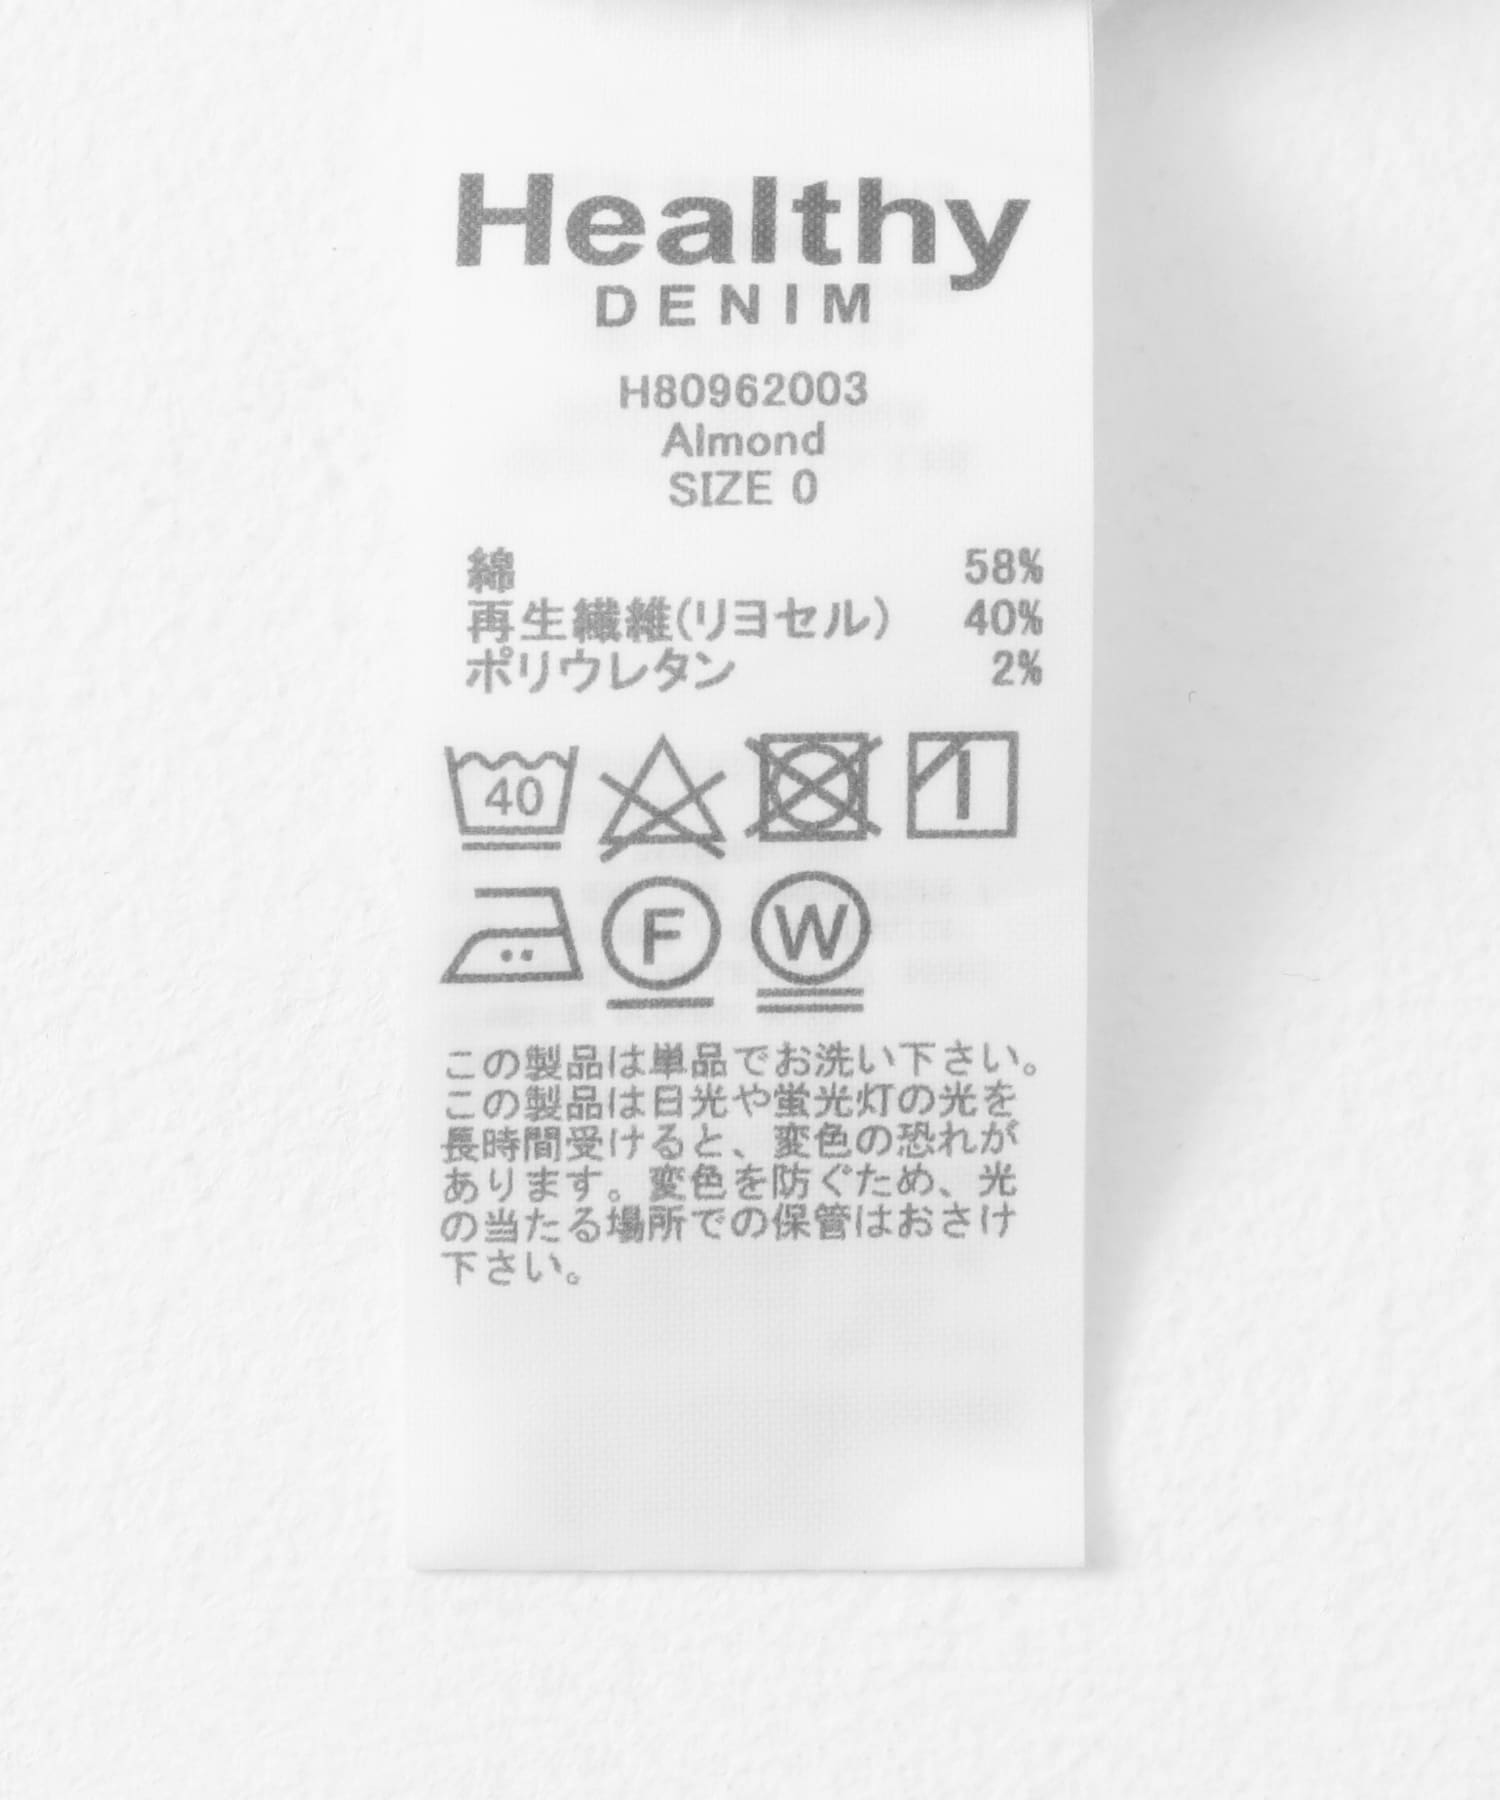 Healthy
DENIM
H80962003
Almond
SIZE 0
綿 58%
再生繊維(リヨセル) 40%
ポリウレタン 2%
40
F W
この製品は単品でお洗い下さい。
この製品は日光や蛍光灯の光を
長時間受けると、変色の恐れが
あります。変色を防ぐため、光
の当たる場所での保管はおさけ
下さい。